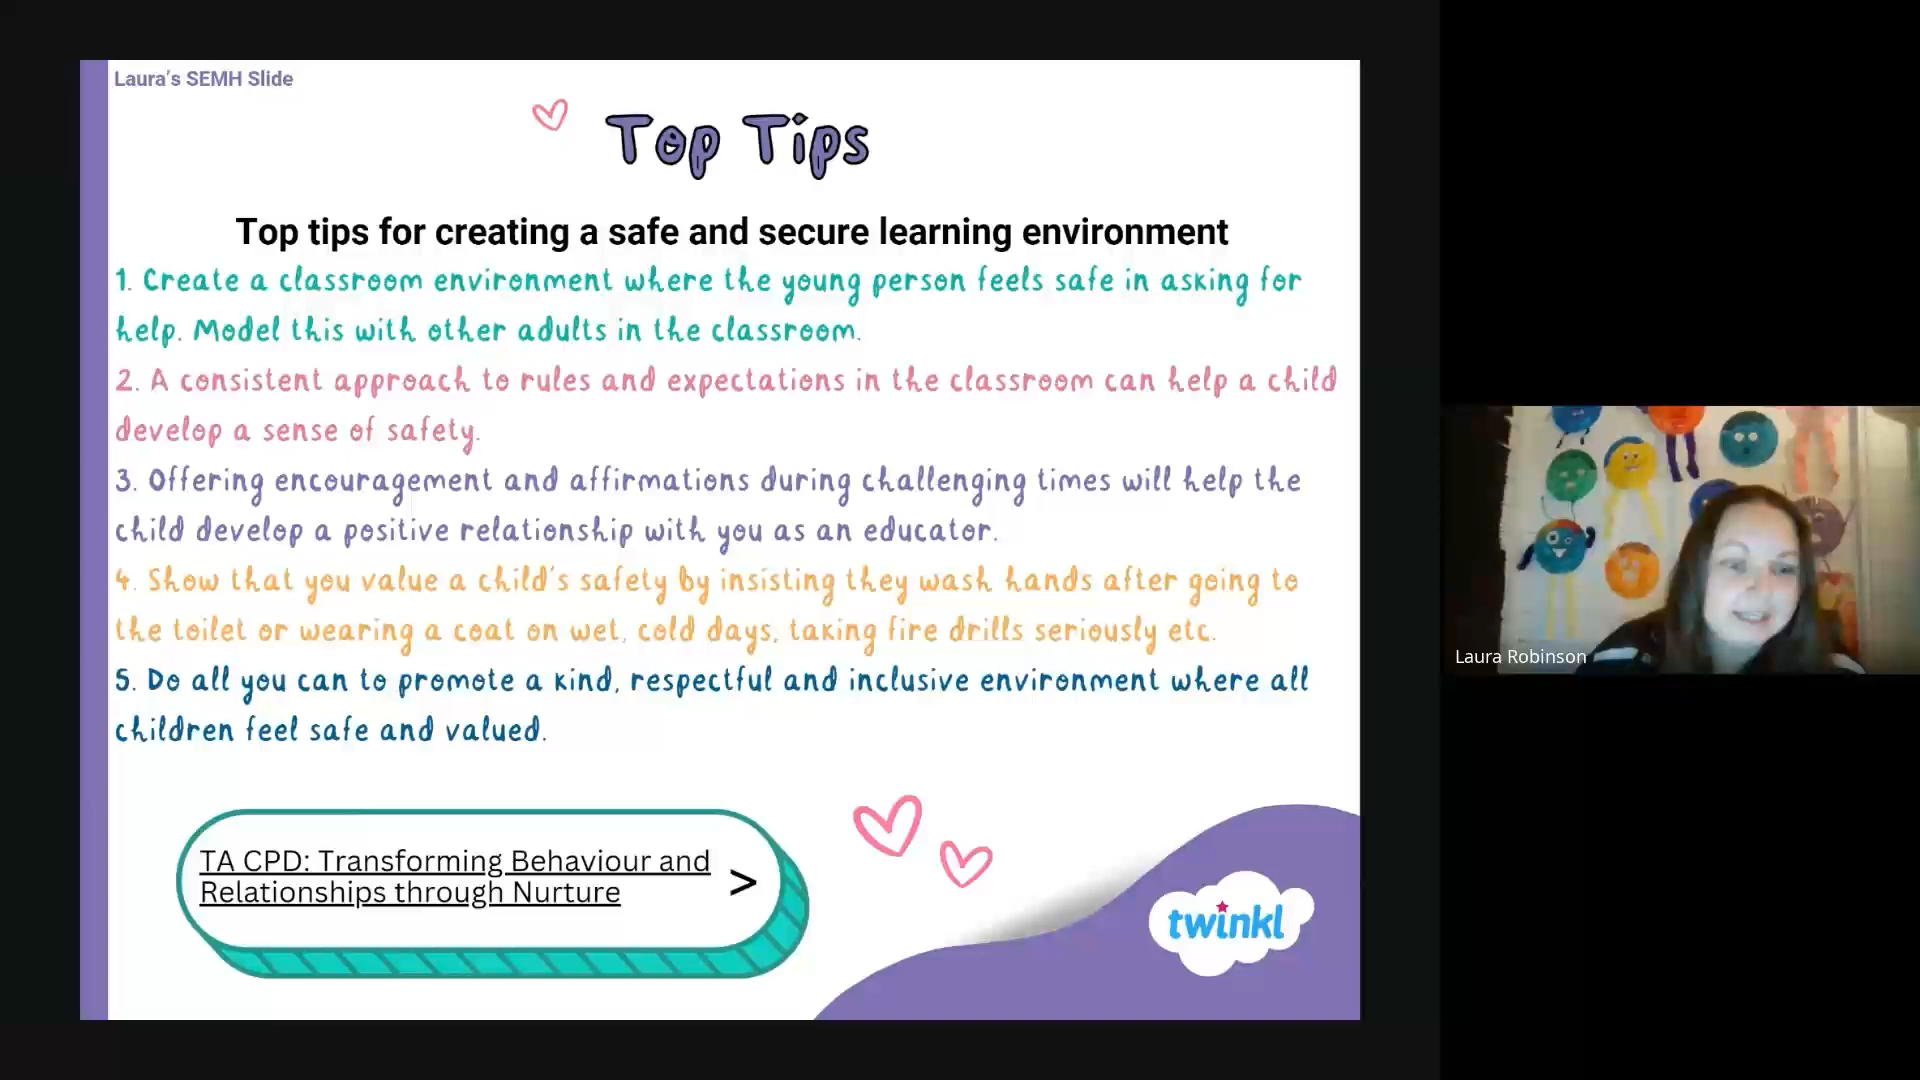 Laura's SEMH Slide
Top Tips
Top tips for creating a safe and secure learning environment
1. Create a classroom environment where the young person feels safe in asking for
help. Model this with other adults in the classroom.
2. A consistent approach to rules and expectations in the classroom can help a child
develop a sense of safety.
3. Offering encouragement and affirmations during challenging times will help the
child develop a positive relationship with you as an educator.
4. Show that you value a child's safety by insisting they wash hands after going to
the toilet or wearing a coat on wet, cold days, taking fire drills seriously etc.
5. Do all you can to promote a kind, respectful and inclusive environment where all
children feel safe and valued.
TA CPD: Transforming Behaviour and
Relationships through Nurture
>
twinkl
Laura Robinson